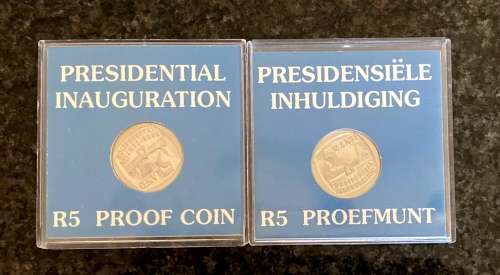 PRESIDENTIAL
INAUGURATION
R5 PROOF COIN
PRESIDENSIËLE
INHULDIGING
R5 PROEFMUNT